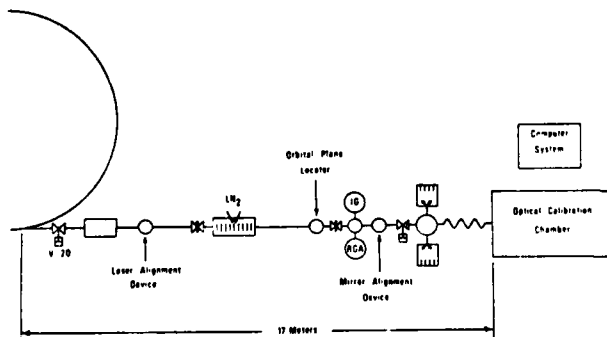 Computer
System
Orbital Plane
Locator
LN2
IG
Optical Calibration
Chamber
V 20
RGA
Laser Alignment
Device
Mirror Alignment
Device
17 Meters